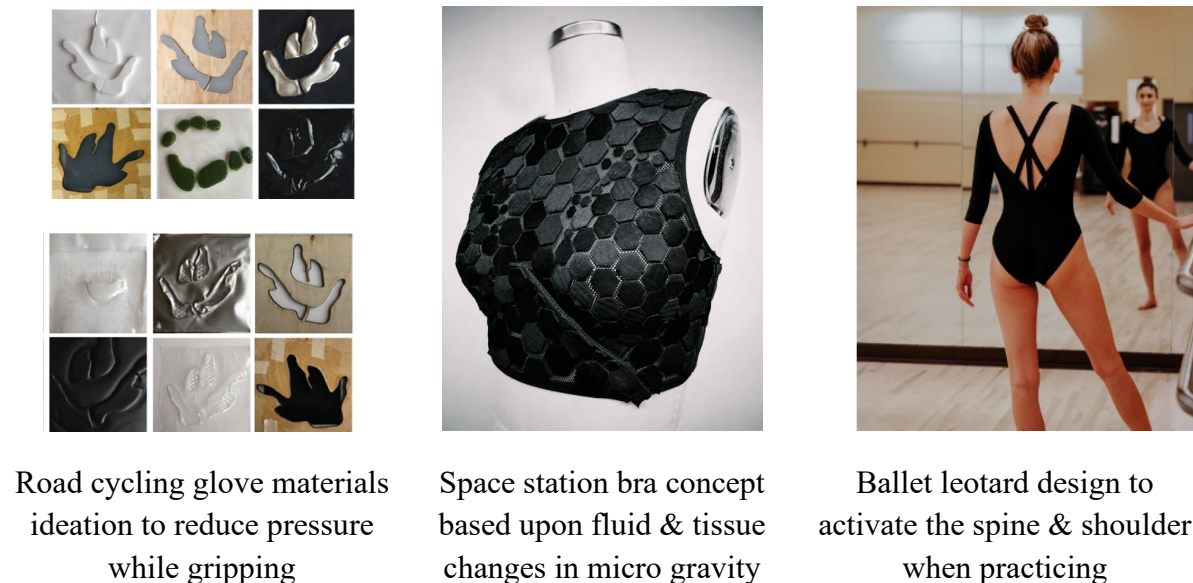 Road cycling glove materials
ideation to reduce pressure
while gripping
Space station bra concept
based upon fluid & tissue
changes in micro gravity
Ballet leotard design to
activate the spine & shoulder
when practicing